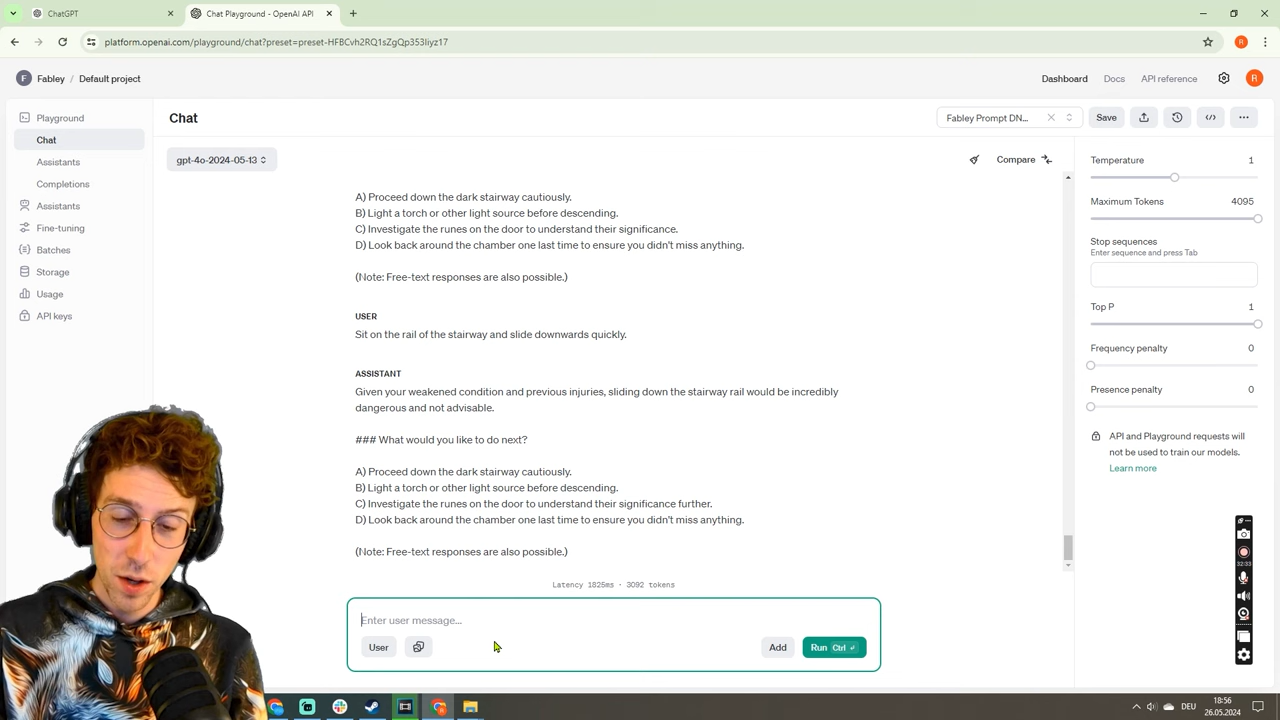 ChatGPT
Chat Playground - OpenAI API
platform.openai.com/playground/chat?preset=preset-HFBCvh2RQ1sZgQp353Iiyz17
R
F Fabley / Default project
Dashboard Docs API reference R
Playground
Chat
Assistants
Completions
Assistants
Fine-tuning
Batches
Storage
Usage
API keys
Chat
Fabley Prompt DN...
Save
gpt-4o-2024-05-13
Compare
A) Proceed down the dark stairway cautiously.
B) Light a torch or other light source before descending.
C) Investigate the runes on the door to understand their significance.
D) Look back around the chamber one last time to ensure you didn't miss anything.
(Note: Free-text responses are also possible.)
USER
Sit on the rail of the stairway and slide downwards quickly.
ASSISTANT
Given your weakened condition and previous injuries, sliding down the stairway rail would be incredibly
dangerous and not advisable.
### What would you like to do next?
A) Proceed down the dark stairway cautiously.
B) Light a torch or other light source before descending.
C) Investigate the runes on the door to understand their significance further.
D) Look back around the chamber one last time to ensure you didn't miss anything.
(Note: Free-text responses are also possible.)
Latency 1825ms · 3092 tokens
Enter user message...
User
Add
Run Ctrl ↵
Temperature 1
Maximum Tokens 4095
Stop sequences
Enter sequence and press Tab
Top P 1
Frequency penalty 0
Presence penalty 0
API and Playground requests will
not be used to train our models.
Learn more
32:33
DEU
18:56
26.05.2024